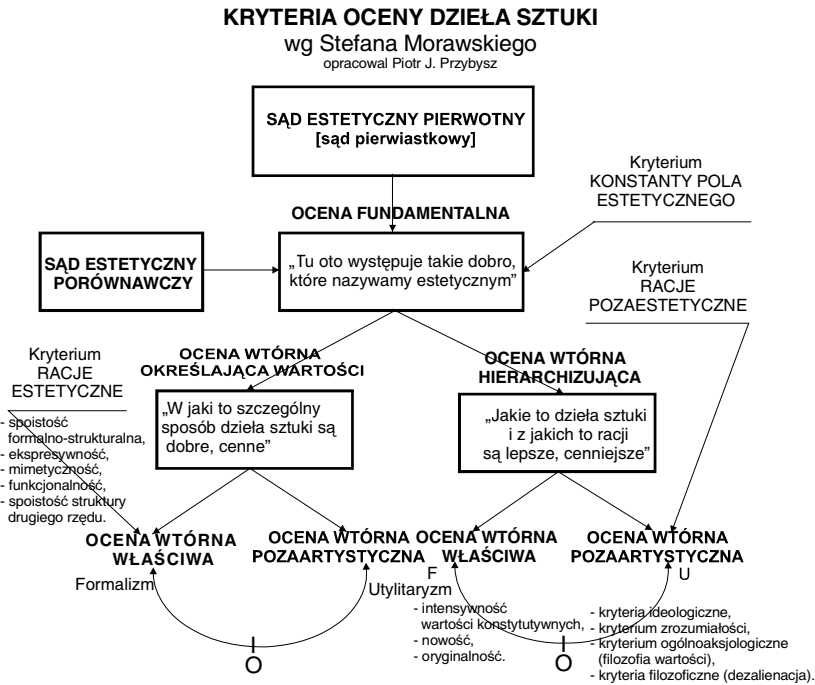 KRYTERIA OCENY DZIEŁA SZTUKI
wg Stefana Morawskiego
opracowal Piotr J. Przybysz
SĄD ESTETYCZNY PIERWOTNY
[sąd pierwiastkowy]
Kryterium
KONSTANTY POLA
ESTETYCZNEGO
OCENA FUNDAMENTALNA
SĄD ESTETYCZNY
PORÓWNAWCZY
„Tu oto występuje takie dobro,
które nazywamy estetycznym”
Kryterium
RACJE
POZAESTETYCZNE
Kryterium
RACJE
ESTETYCZNE
- spoistość
formalno-strukturalna,
- ekspresywność,
- mimetyczność,
- funkcjonalność,
- spoistość struktury
drugiego rzędu.
OCENA WTÓRNA
OKREŚLAJĄCA WARTOŚCI
„W jaki to szczególny
sposób dzieła sztuki są
dobre, cenne”
OCENA WTÓRNA
HIERARCHIZUJĄCA
„Jakie to dzieła sztuki
i z jakich to racji
są lepsze, cenniejsze”
OCENA WTÓRNA
WŁAŚCIWA
Formalizm
OCENA WTÓRNA
POZAARTYSTYCZNA
Utylitaryzm
O
OCENA WTÓRNA
WŁAŚCIWA
F
- intensywność
wartości konstytutywnych,
- nowość,
- oryginalność.
OCENA WTÓRNA
POZAARTYSTYCZNA
U
O
- kryteria ideologiczne,
- kryterium zrozumiałości,
- kryterium ogólnoaksjologiczne
(filozofia wartości),
- kryteria filozoficzne (dezalienacja).